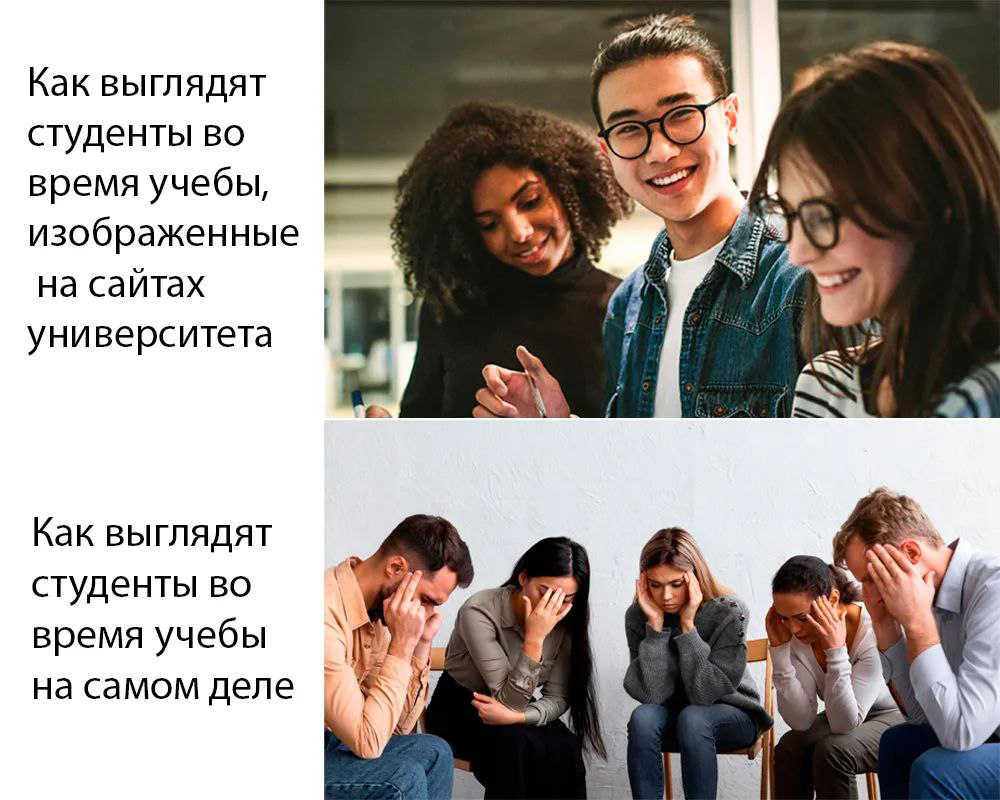 Как выглядят
студенты во
время учебы,
изображенные
на сайтах
университета
Как выглядят
студенты во
время учебы
на самом деле